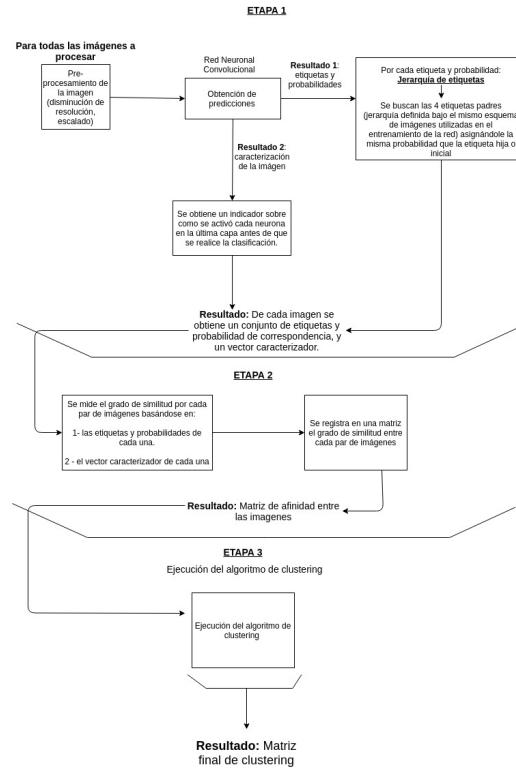 ETAPA 1
Para todas las imágenes a
procesar
Pre-
procesamiento de
la imagen
(disminución de
resolución,
escalado)
Red Neuronal
Convolucional
Obtención de
predicciones
Resultado 1:
etiquetas y
probabilidades
Por cada etiqueta y probabilidad:
Jerarquía de etiquetas
Se buscan las 4 etiquetas padres
(jerarquía definida bajo el mismo esquema
de imágenes utilizadas en el
entrenamiento de la red) asignándole la
misma probabilidad que la etiqueta hija o
inicial
Resultado 2:
caracterización
de la imágen
Se obtiene un indicador sobre
como se activó cada neurona
en la última capa antes de que
se realice la clasificación.
Resultado: De cada imagen se
obtiene un conjunto de etiquetas y
probabilidad de correspondencia, y
un vector caracterizador.
ETAPA 2
Se mide el grado de similitud por cada
par de imágenes basándose en:
1- las etiquetas y probabilidades de
cada una.
2 - el vector caracterizador de cada una
Se registra en una matriz
el grado de similitud entre
cada par de imágenes
Resultado: Matriz de afinidad entre
las imagenes
ETAPA 3
Ejecución del algoritmo de clustering
Ejecución del algoritmo de
clustering
Resultado: Matriz
final de clustering